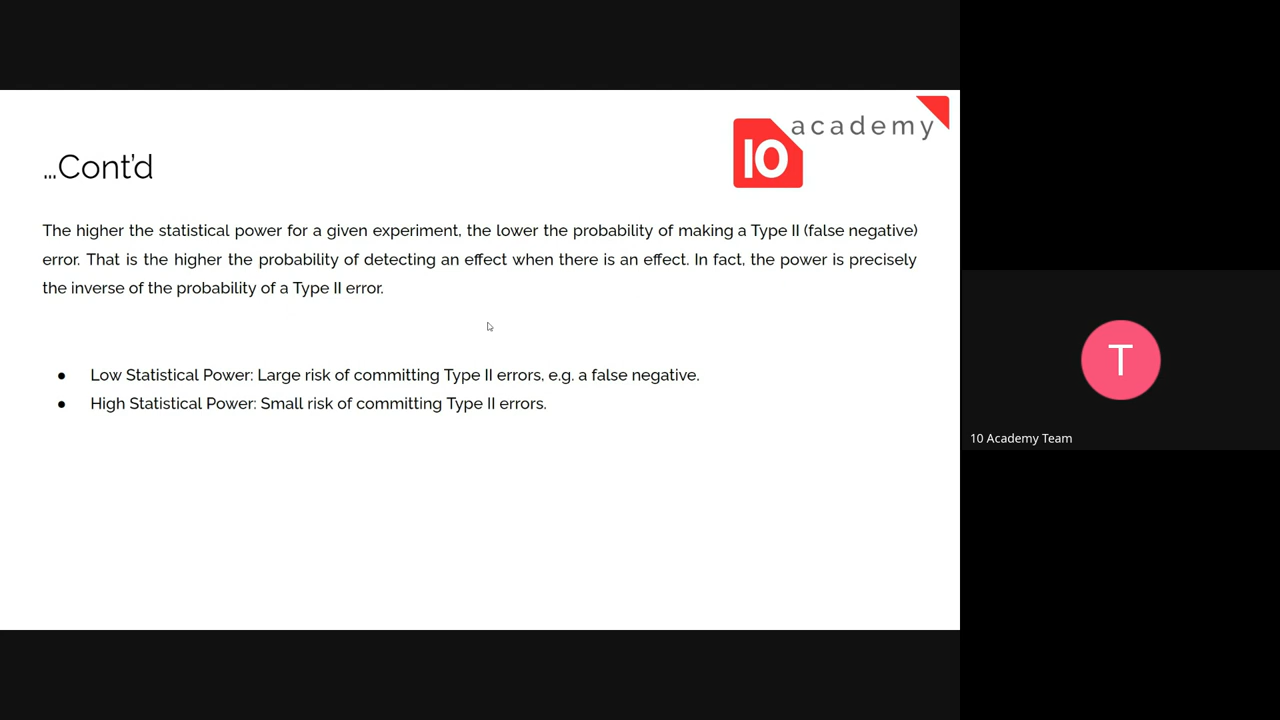 academy
10
...Cont'd
The higher the statistical power for a given experiment, the lower the probability of making a Type II (false negative)
error. That is the higher the probability of detecting an effect when there is an effect. In fact, the power is precisely
the inverse of the probability of a Type II error.
● Low Statistical Power: Large risk of committing Type II errors, e.g. a false negative.
● High Statistical Power: Small risk of committing Type II errors.
T
10 Academy Team